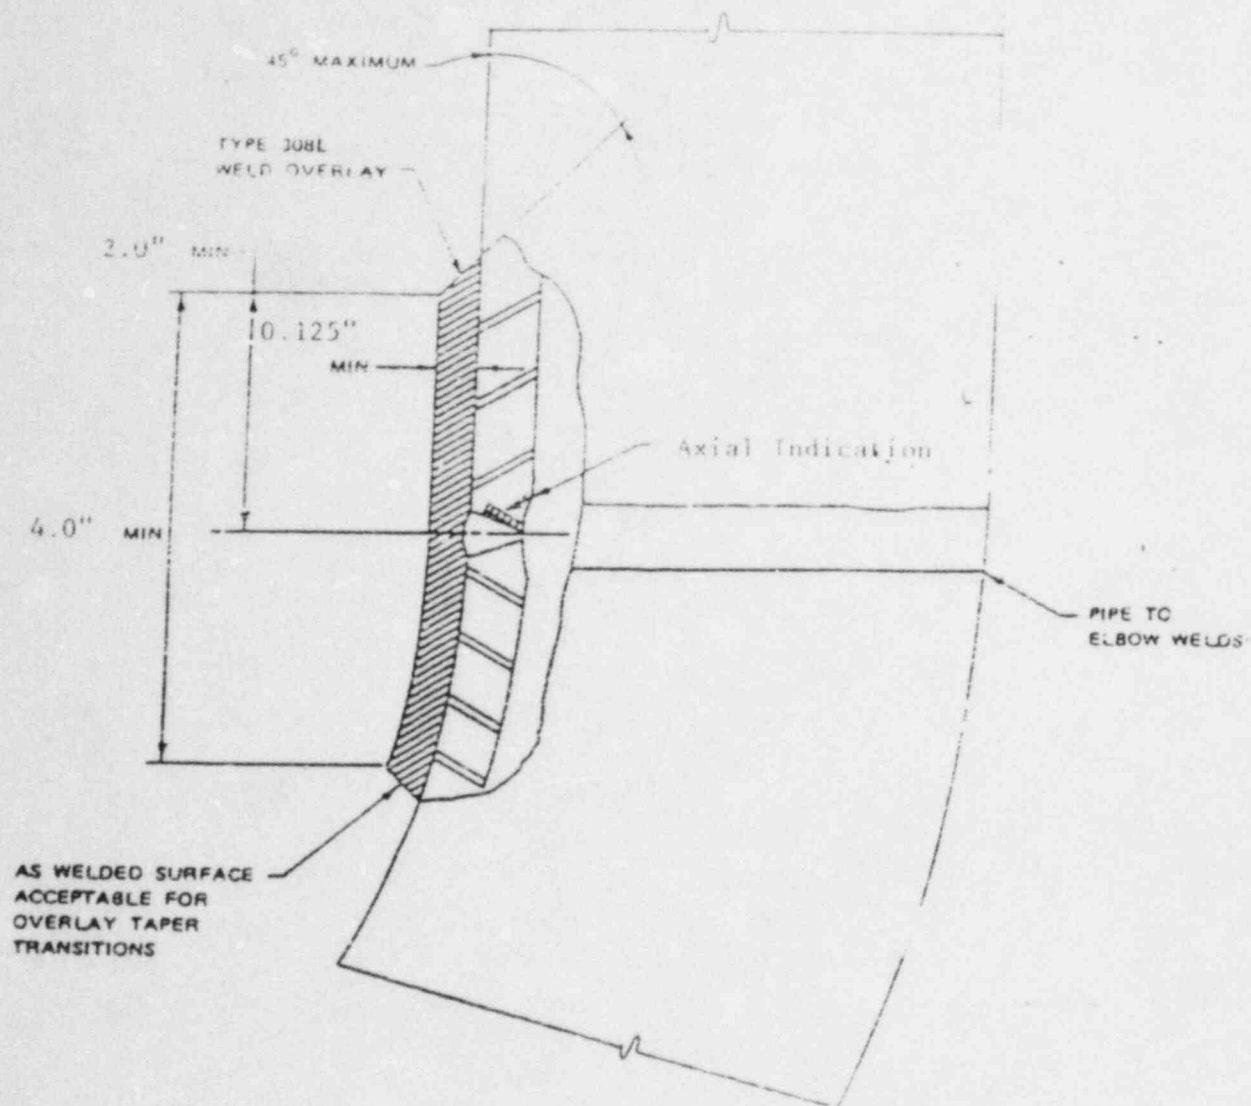 45° MAXIMUM
TYPE 308L
WELD OVERLAY
2.0" MIN
0.125"
MIN
Axial Indication
4.0" MIN
PIPE TO
ELBOW WELDS
AS WELDED SURFACE
ACCEPTABLE FOR
OVERLAY TAPER
TRANSITIONS